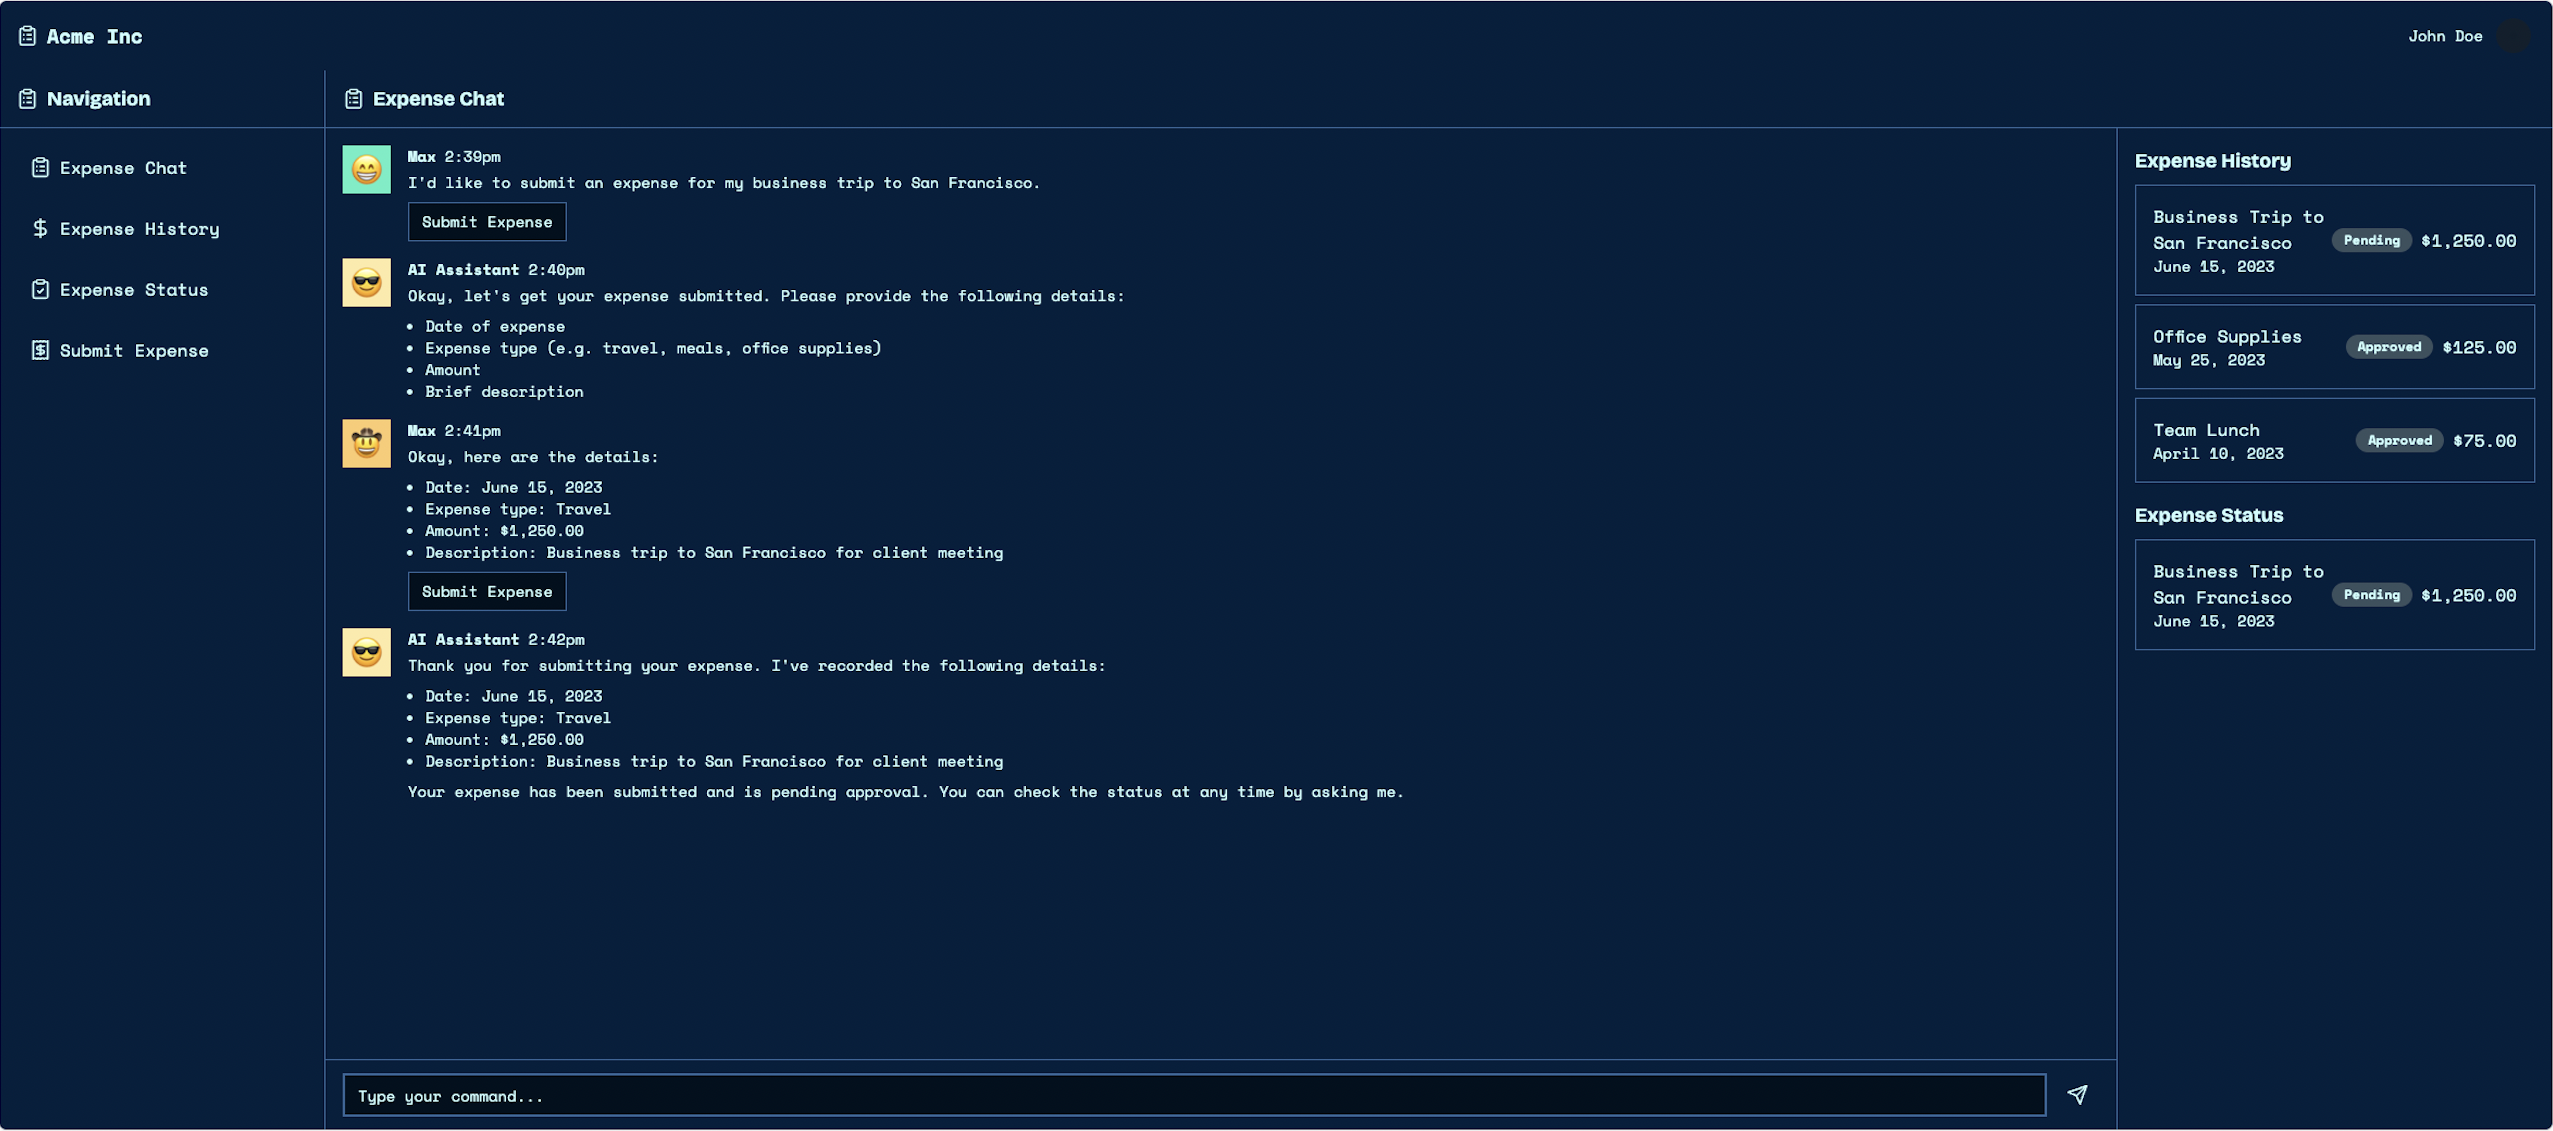 Acme Inc
John Doe
Navigation
Expense Chat
Expense History
Expense Status
Submit Expense
Expense Chat
Max 2:39pm
I'd like to submit an expense for my business trip to San Francisco.
Submit Expense
AI Assistant 2:40pm
Okay, let's get your expense submitted. Please provide the following details:
• Date of expense
• Expense type (e.g. travel, meals, office supplies)
• Amount
• Brief description
Max 2:41pm
Okay, here are the details:
• Date: June 15, 2023
• Expense type: Travel
• Amount: $1,250.00
• Description: Business trip to San Francisco for client meeting
Submit Expense
AI Assistant 2:42pm
Thank you for submitting your expense. I've recorded the following details:
• Date: June 15, 2023
• Expense type: Travel
• Amount: $1,250.00
• Description: Business trip to San Francisco for client meeting
Your expense has been submitted and is pending approval. You can check the status at any time by asking me.
Type your command...
Expense History
Business Trip to
San Francisco
June 15, 2023
Pending $1,250.00
Office Supplies
May 25, 2023
Approved $125.00
Team Lunch
April 10, 2023
Approved $75.00
Expense Status
Business Trip to
San Francisco
June 15, 2023
Pending $1,250.00